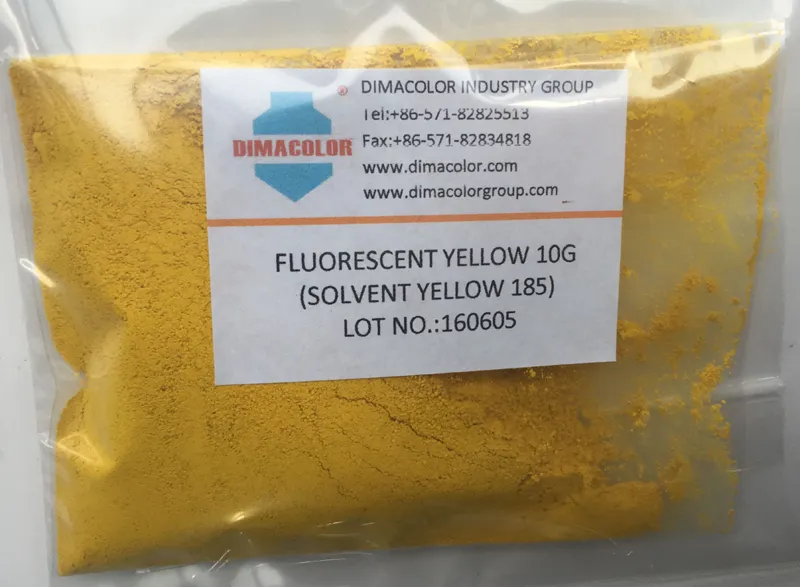 DIMACOLOR INDUSTRY GROUP
Tel:+86-571-82825513
Fax:+86-571-82834818
www.dimacolor.com
www.dimacolorgroup.com
® DIMACOLOR
FLUORESCENT YELLOW 10G
(SOLVENT YELLOW 185)
LOT NO.:160605